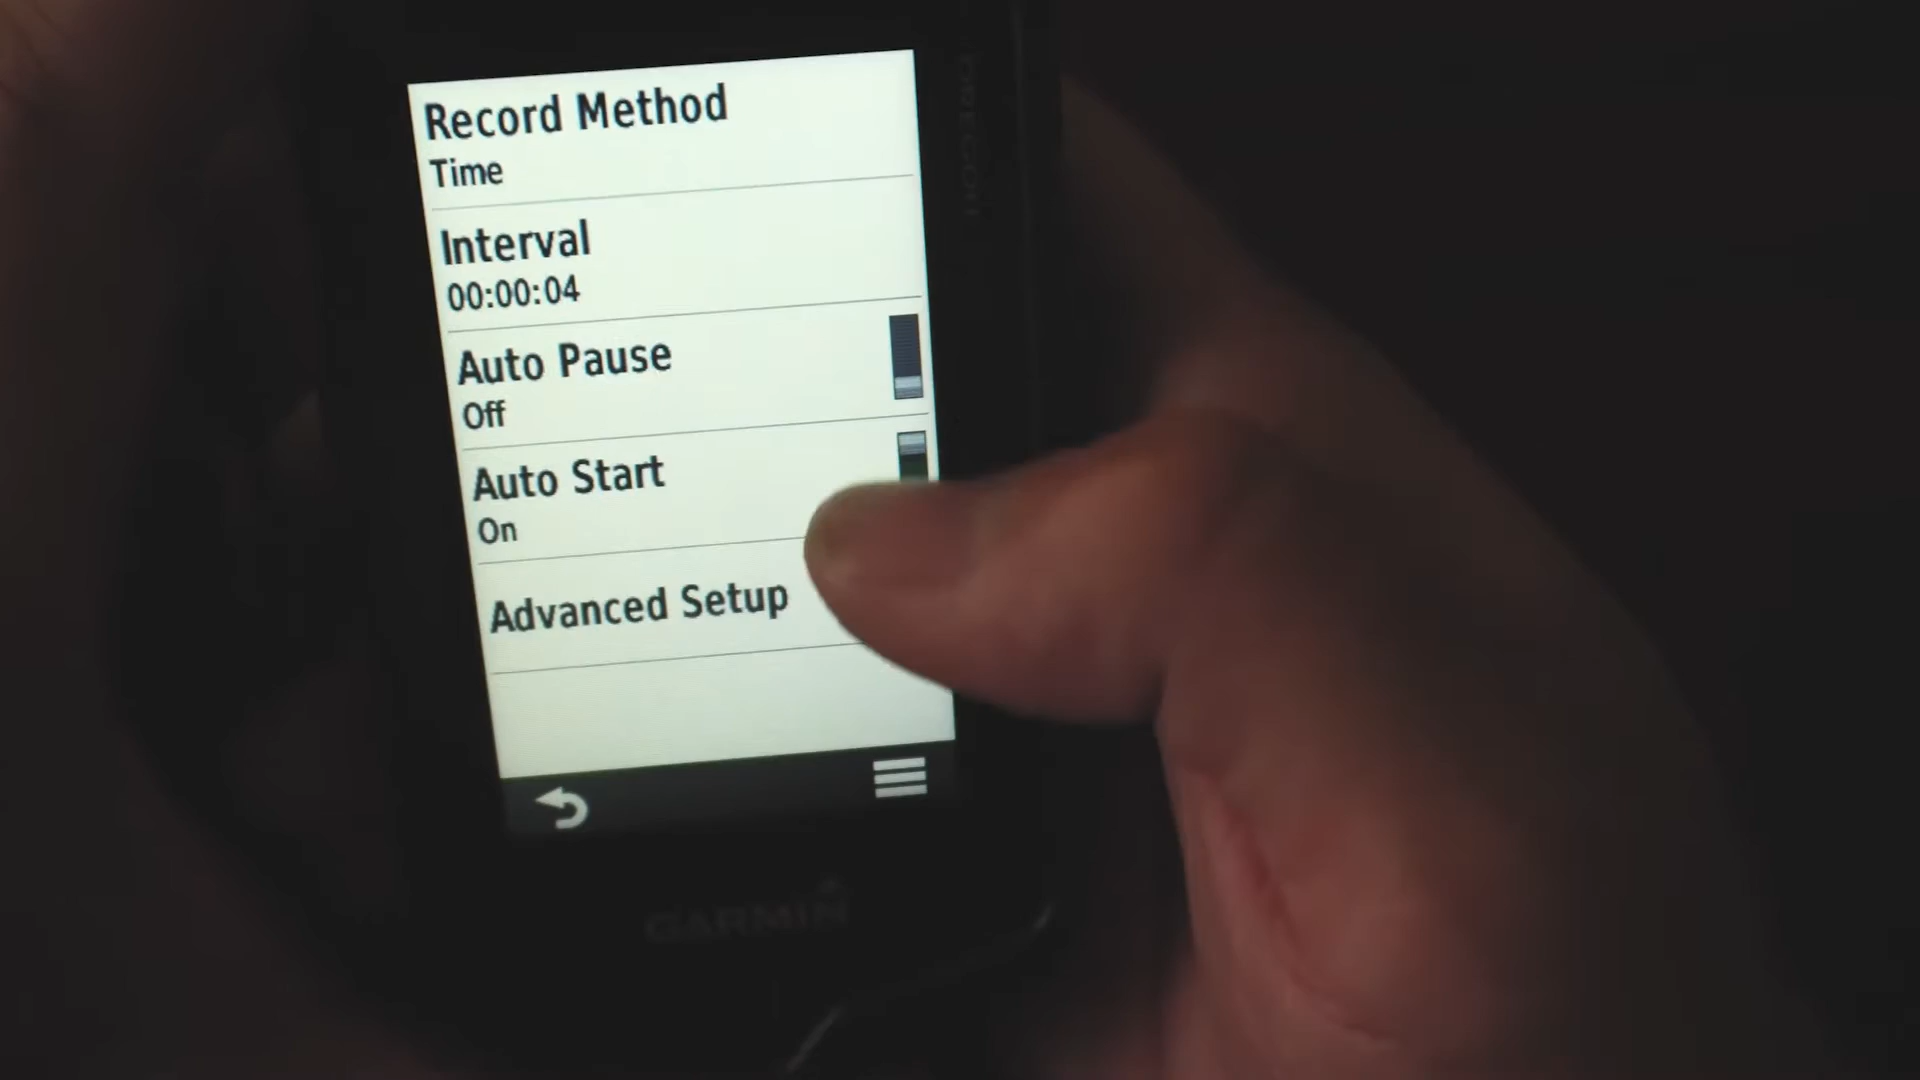 Record Method
Time
Interval
00:00:04
Auto Pause
Off
Auto Start
On
Advanced Setup
GARMIN